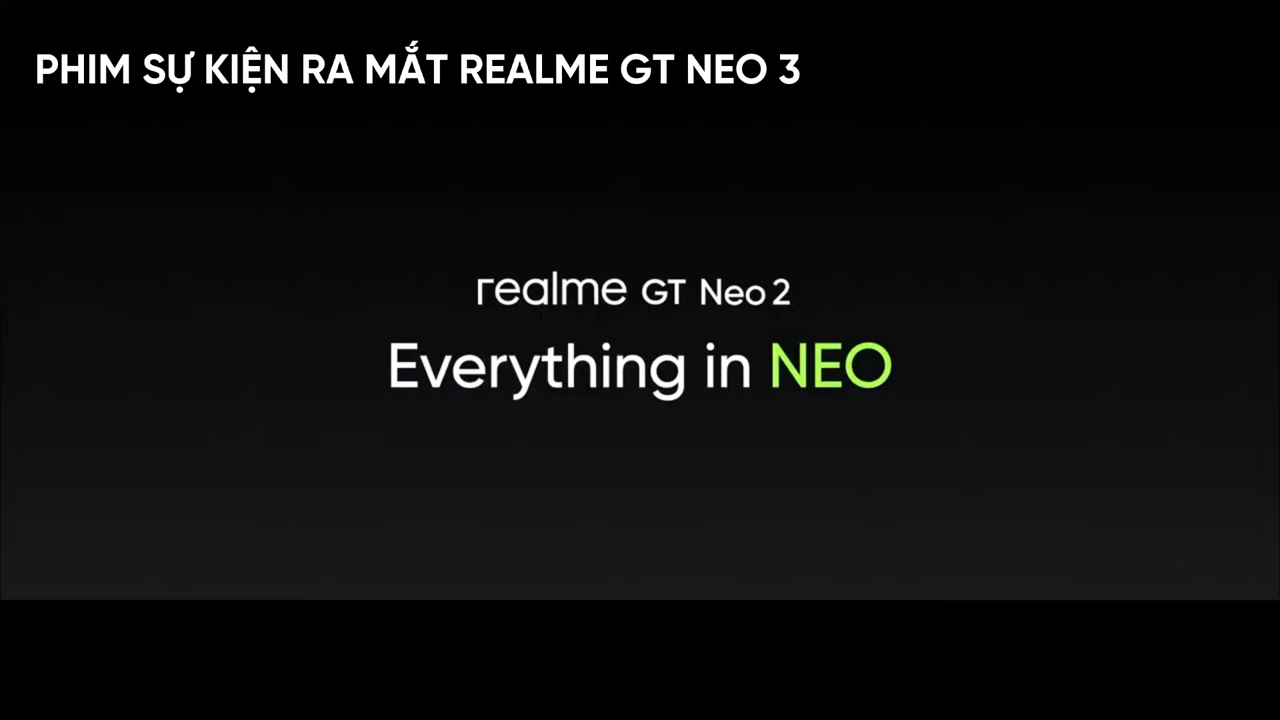 PHIM SỰ KIỆN RA MẮT REALME GT NEO 3
realme GT Neo 2
Everything in NEO